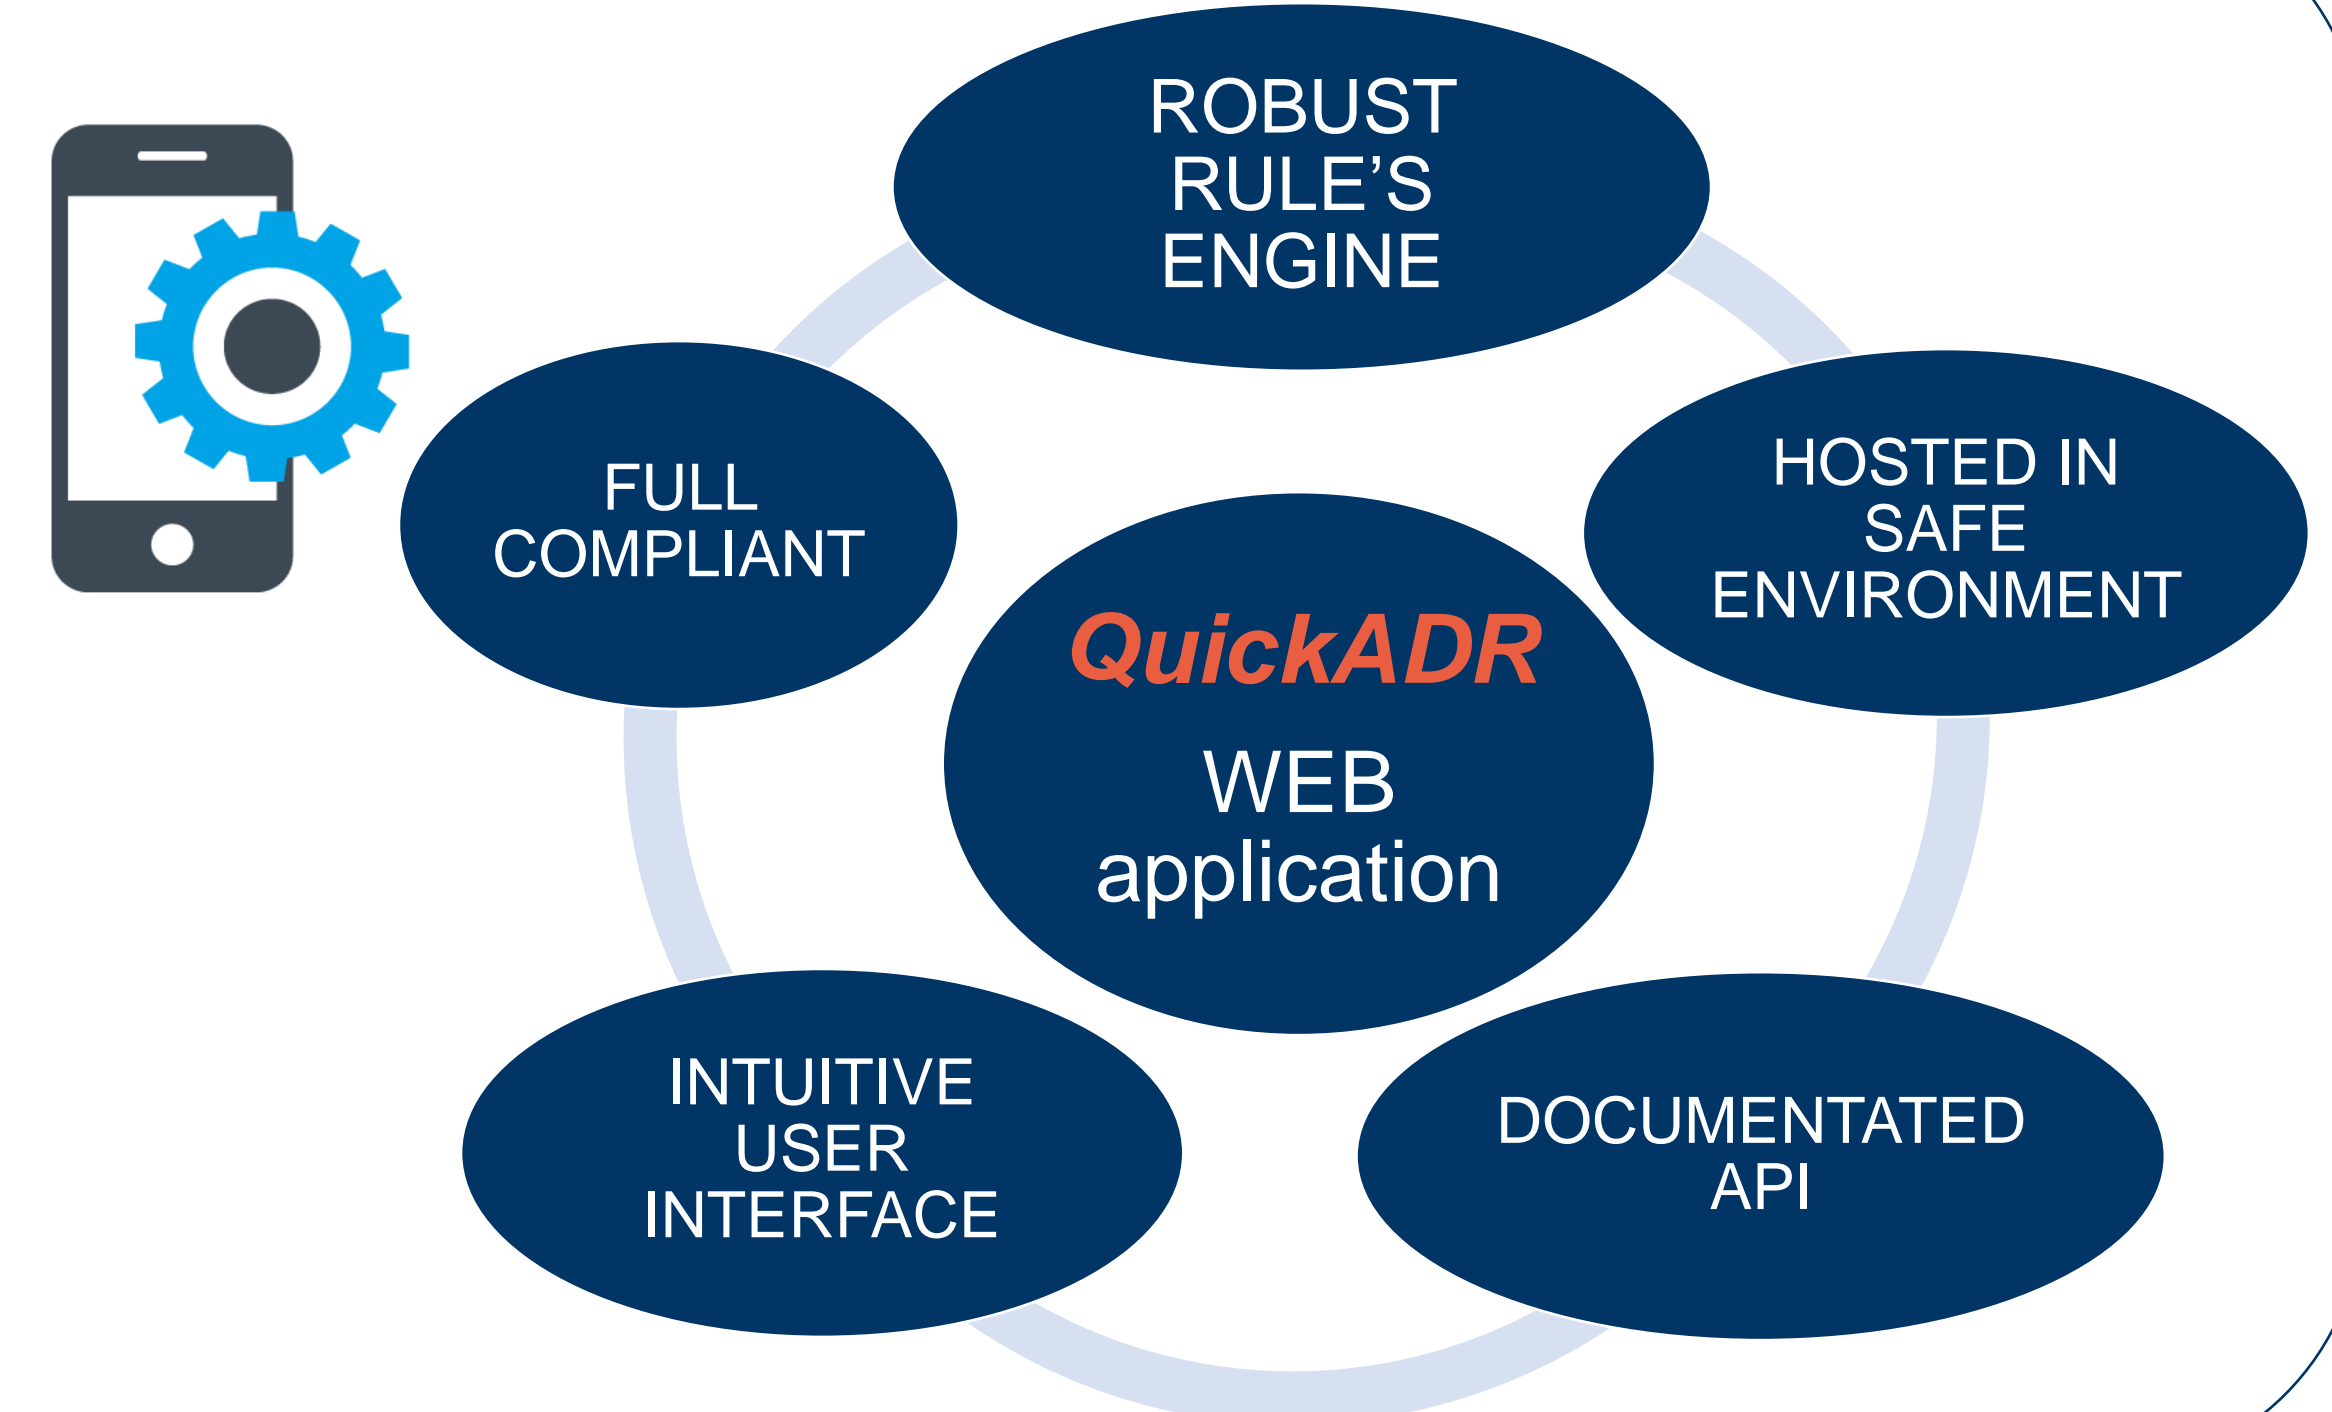 ROBUST
RULE’S
ENGINE
HOSTED IN
SAFE
ENVIRONMENT
DOCUMENTATED
API
INTUITIVE
USER
INTERFACE
FULL
COMPLIANT
QuickADR
WEB
application